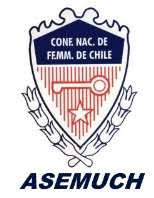 CONF. NAC. DE
FF.MM. DE CHILE
ASEMUCH